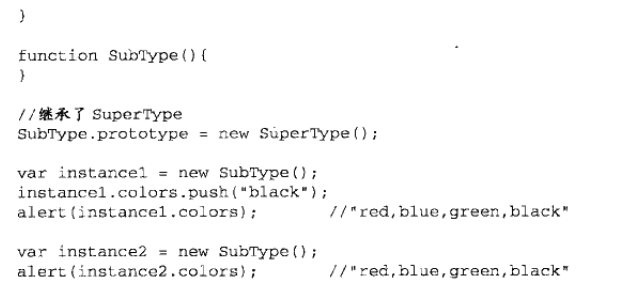 }
function SubType(){
}
//继承了 SuperType
SubType.prototype = new SuperType();
var instance1 = new SubType();
instance1.colors.push("black");
alert(instance1.colors); //"red,blue,green,black"
var instance2 = new SubType();
alert(instance2.colors); //"red,blue,green,black"